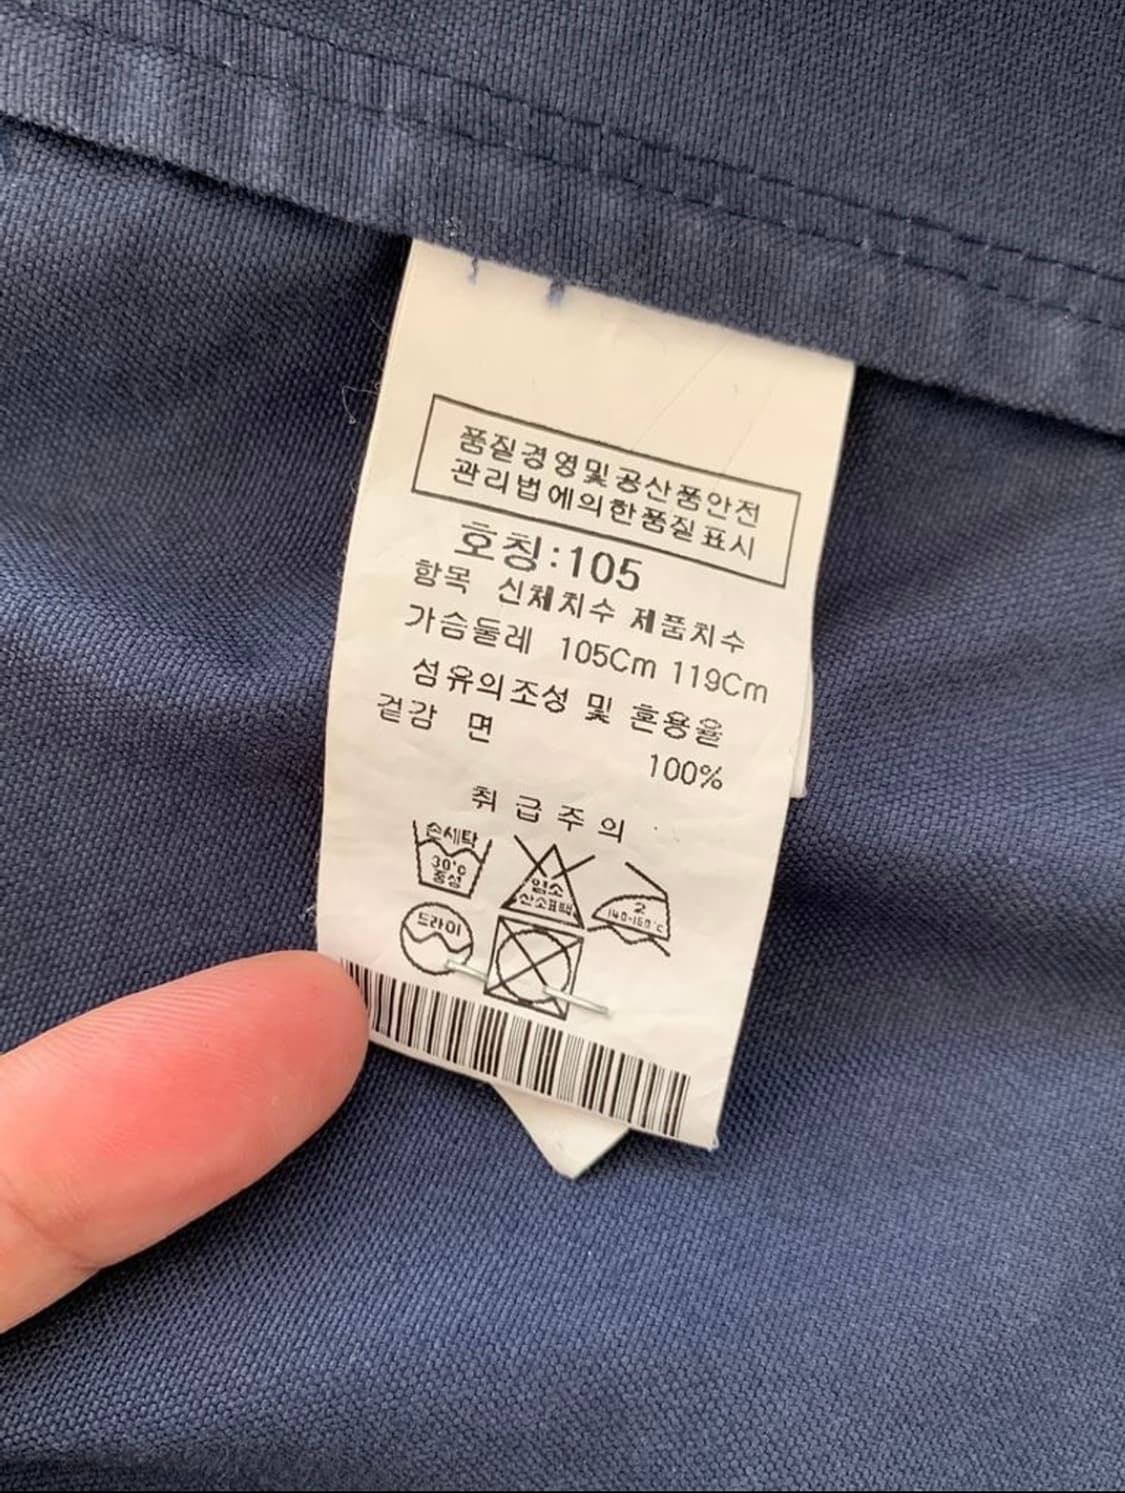 품질경영및공산품안전
관리법에의한품질표시
호칭:105
항목 신체치수 제품치수
가슴둘레 105Cm 119Cm
섬유의조성 및 혼용율
겉감 면
100%
취급주의
손세탁
30℃
중성
염소
산소표백
2
140-160℃
드라이